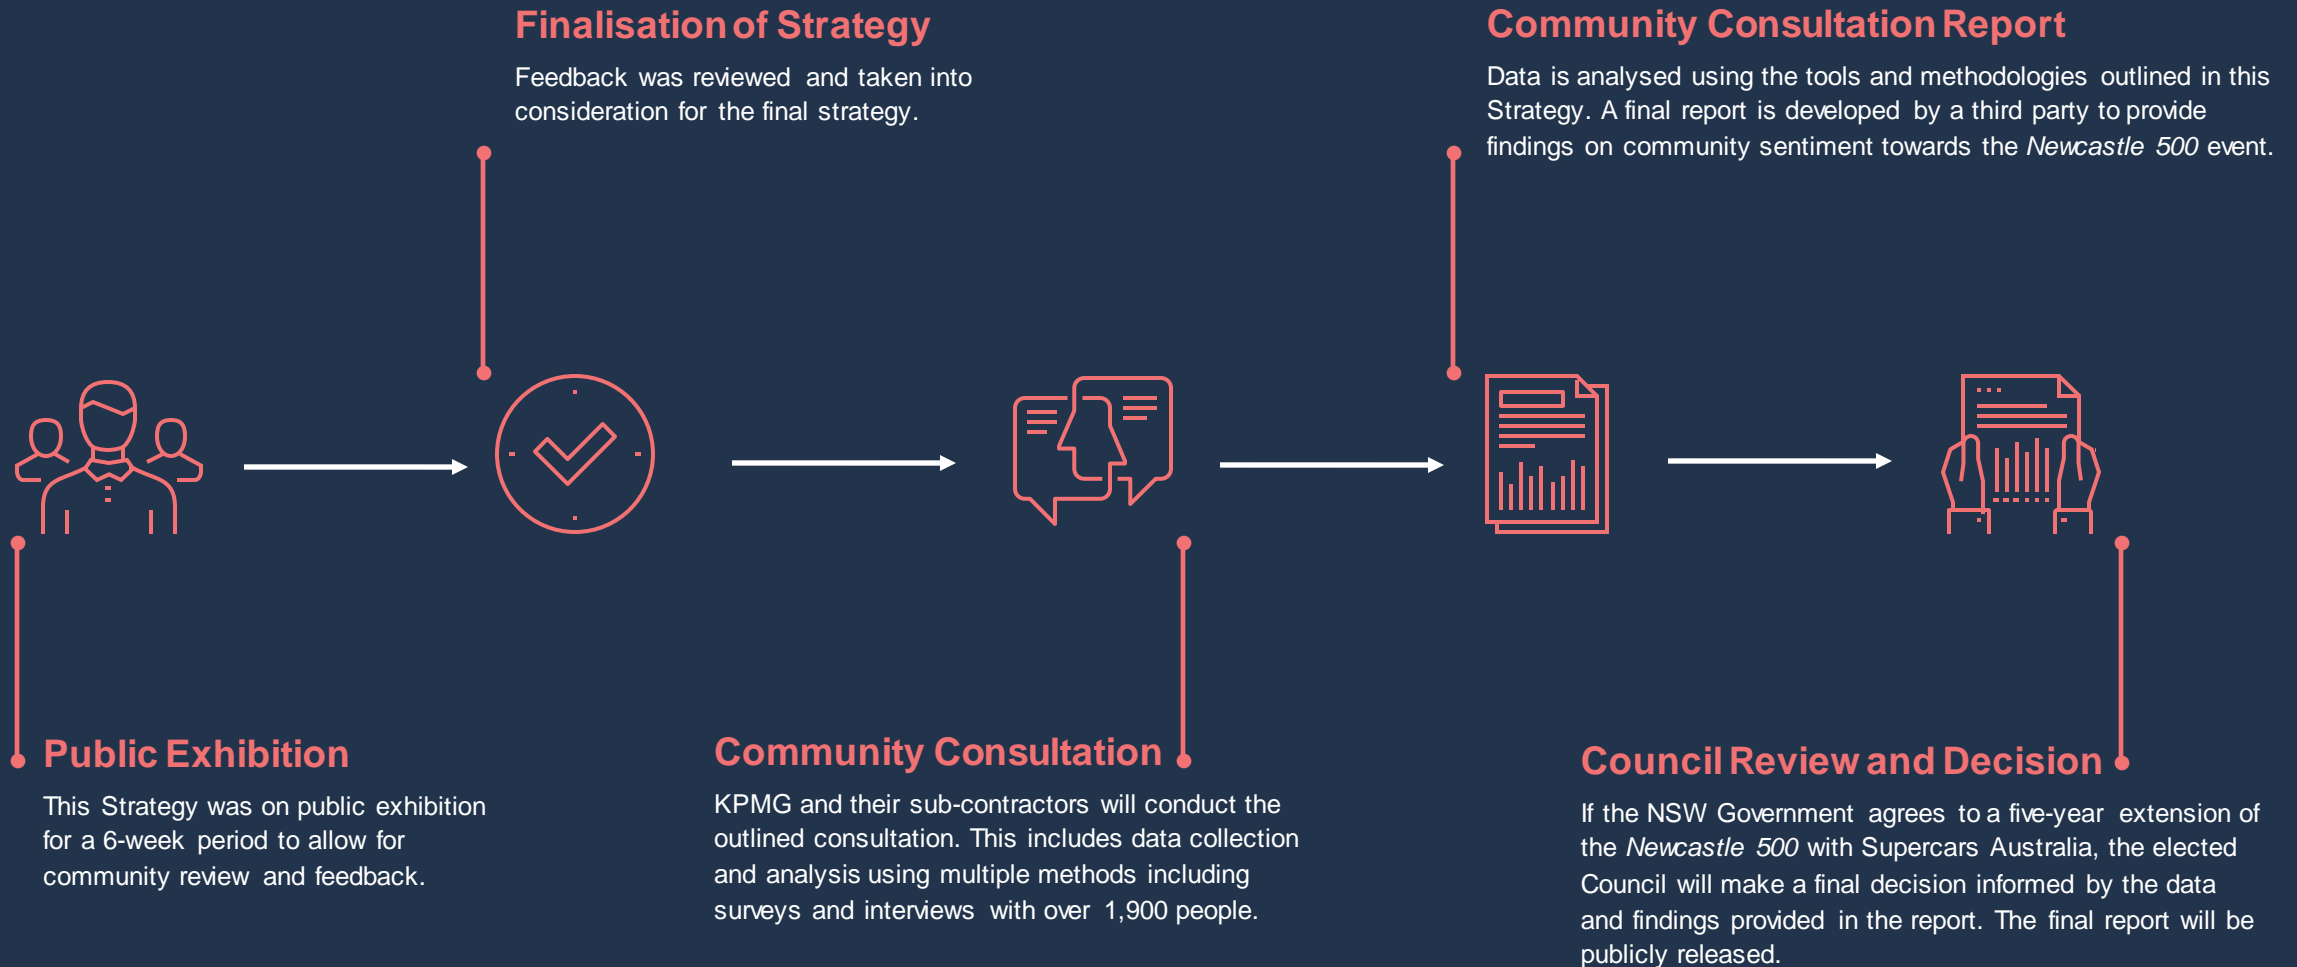 Finalisation of Strategy
Feedback was reviewed and taken into
consideration for the final strategy.
Community Consultation Report
Data is analysed using the tools and methodologies outlined in this
Strategy. A final report is developed by a third party to provide
findings on community sentiment towards the Newcastle 500 event.
Public Exhibition
This Strategy was on public exhibition
for a 6-week period to allow for
community review and feedback.
Community Consultation
KPMG and their sub-contractors will conduct the
outlined consultation. This includes data collection
and analysis using multiple methods including
surveys and interviews with over 1,900 people.
Council Review and Decision
If the NSW Government agrees to a five-year extension of
the Newcastle 500 with Supercars Australia, the elected
Council will make a final decision informed by the data
and findings provided in the report. The final report will be
publicly released.